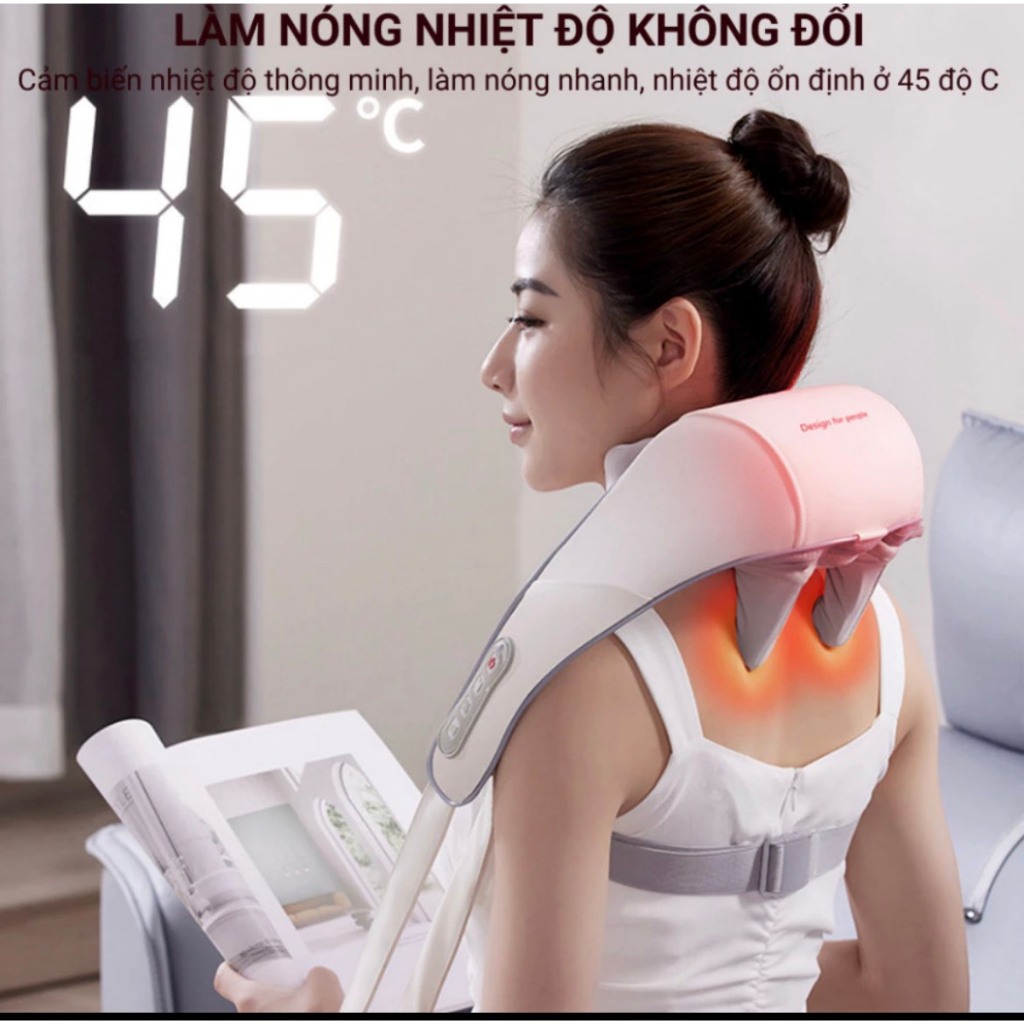 LÀM NÓNG NHIỆT ĐỘ KHÔNG ĐỔI
Cảm biến nhiệt độ thông minh, làm nóng nhanh, nhiệt độ ổn định ở 45 độ C
45°C
Design for people